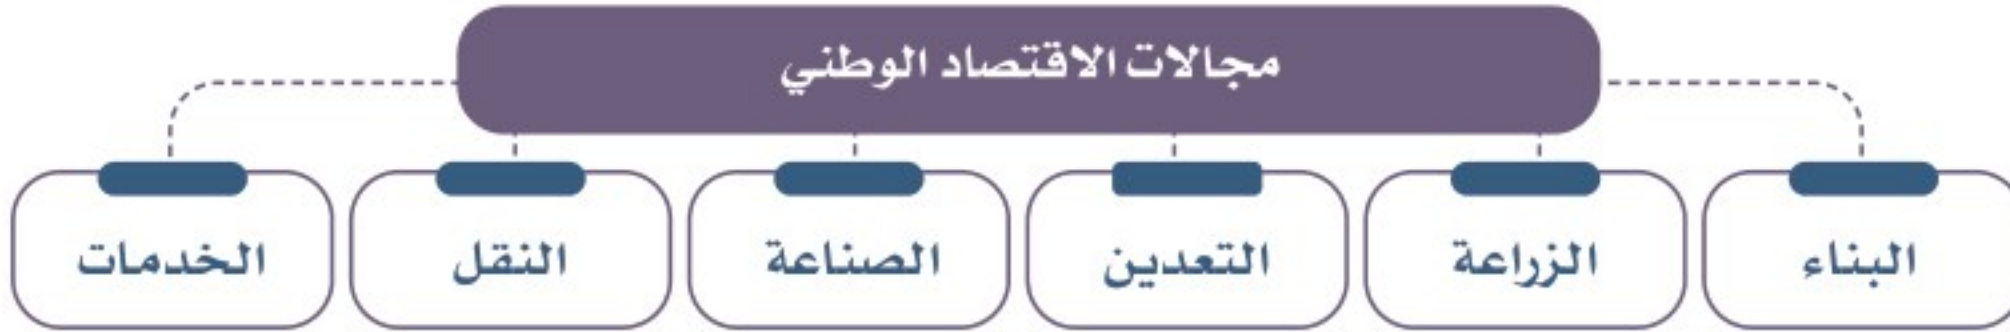 مجالات الاقتصاد الوطني
البناء
الزراعة
التعدين
الصناعة
النقل
الخدمات